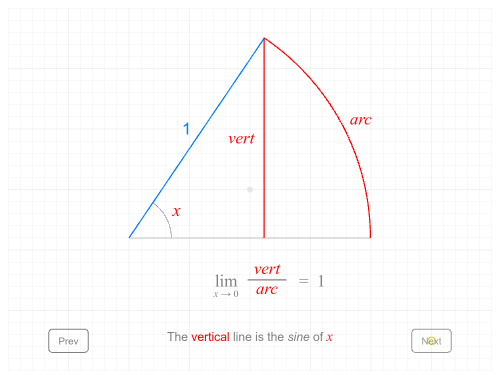 1
vert
arc
x
lim x → 0 vert / arc = 1
Prev
The vertical line is the sine of x
Next